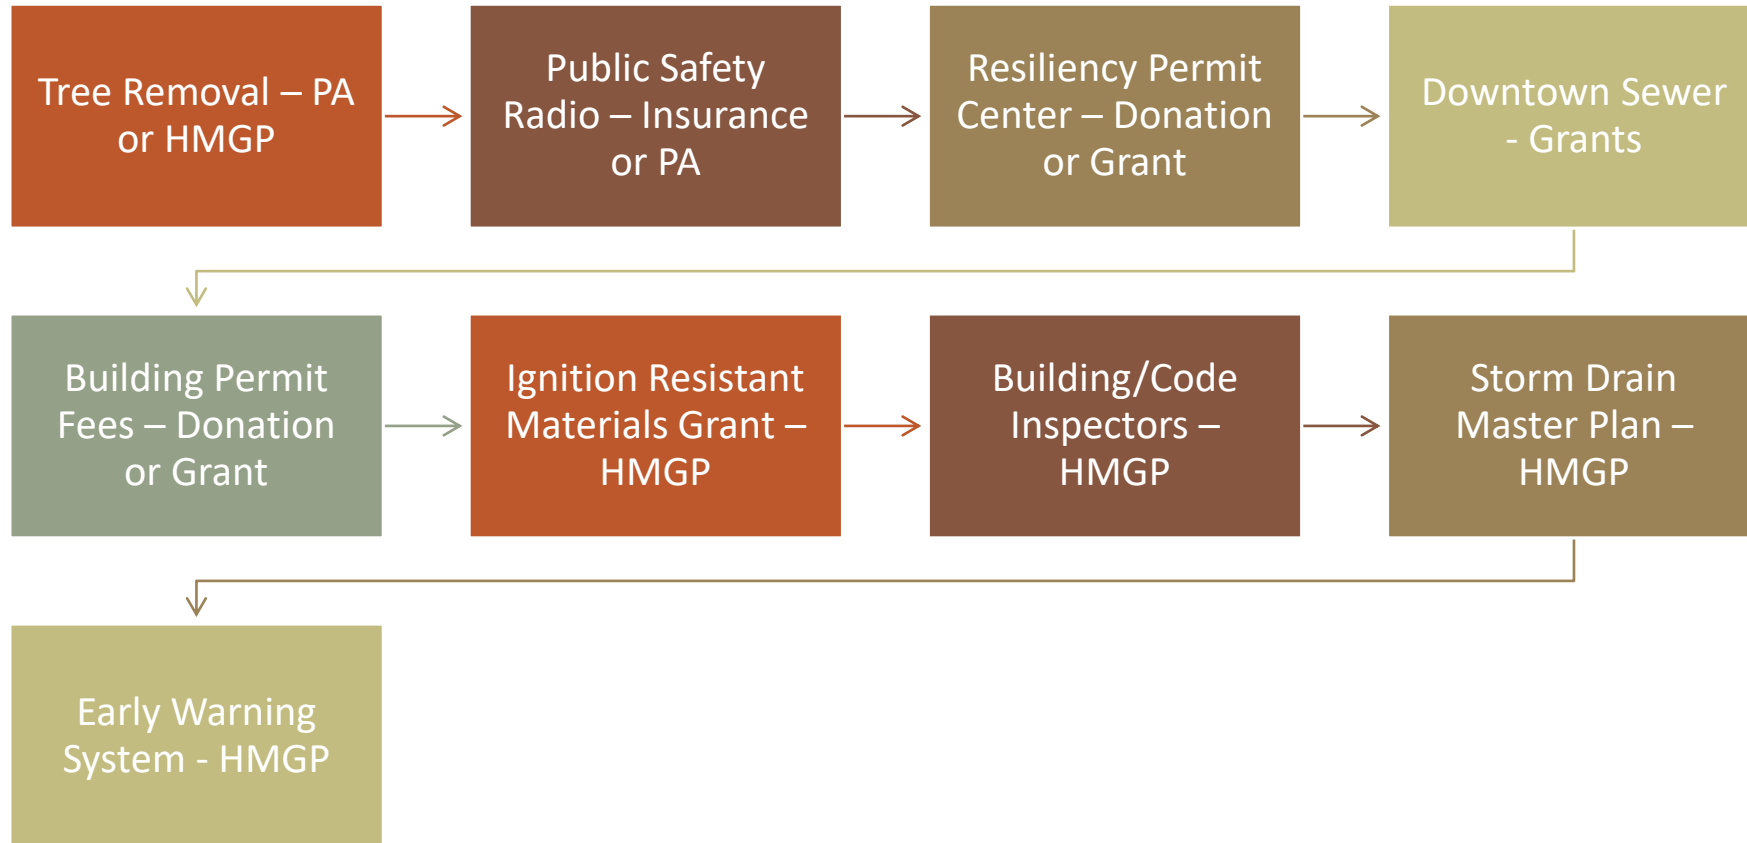 Tree Removal – PA
or HMGP
Public Safety
Radio – Insurance
or PA
Resiliency Permit
Center – Donation
or Grant
Downtown Sewer
- Grants
Building Permit
Fees – Donation
or Grant
Ignition Resistant
Materials Grant –
HMGP
Building/Code
Inspectors –
HMGP
Storm Drain
Master Plan –
HMGP
Early Warning
System - HMGP